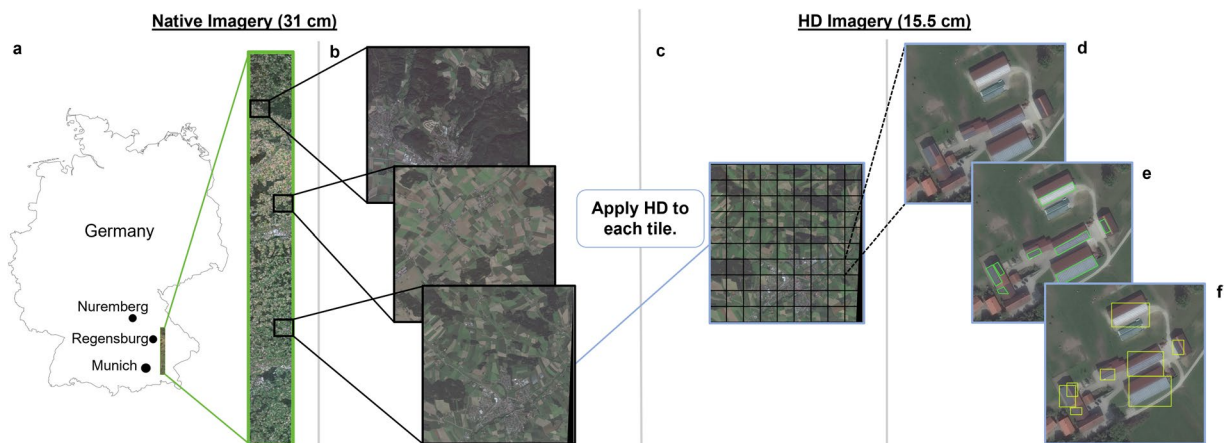 Native Imagery (31 cm)
HD Imagery (15.5 cm)
a
b
c
d
e
f
Germany
Nuremberg
Regensburg
Munich
Apply HD to
each tile.